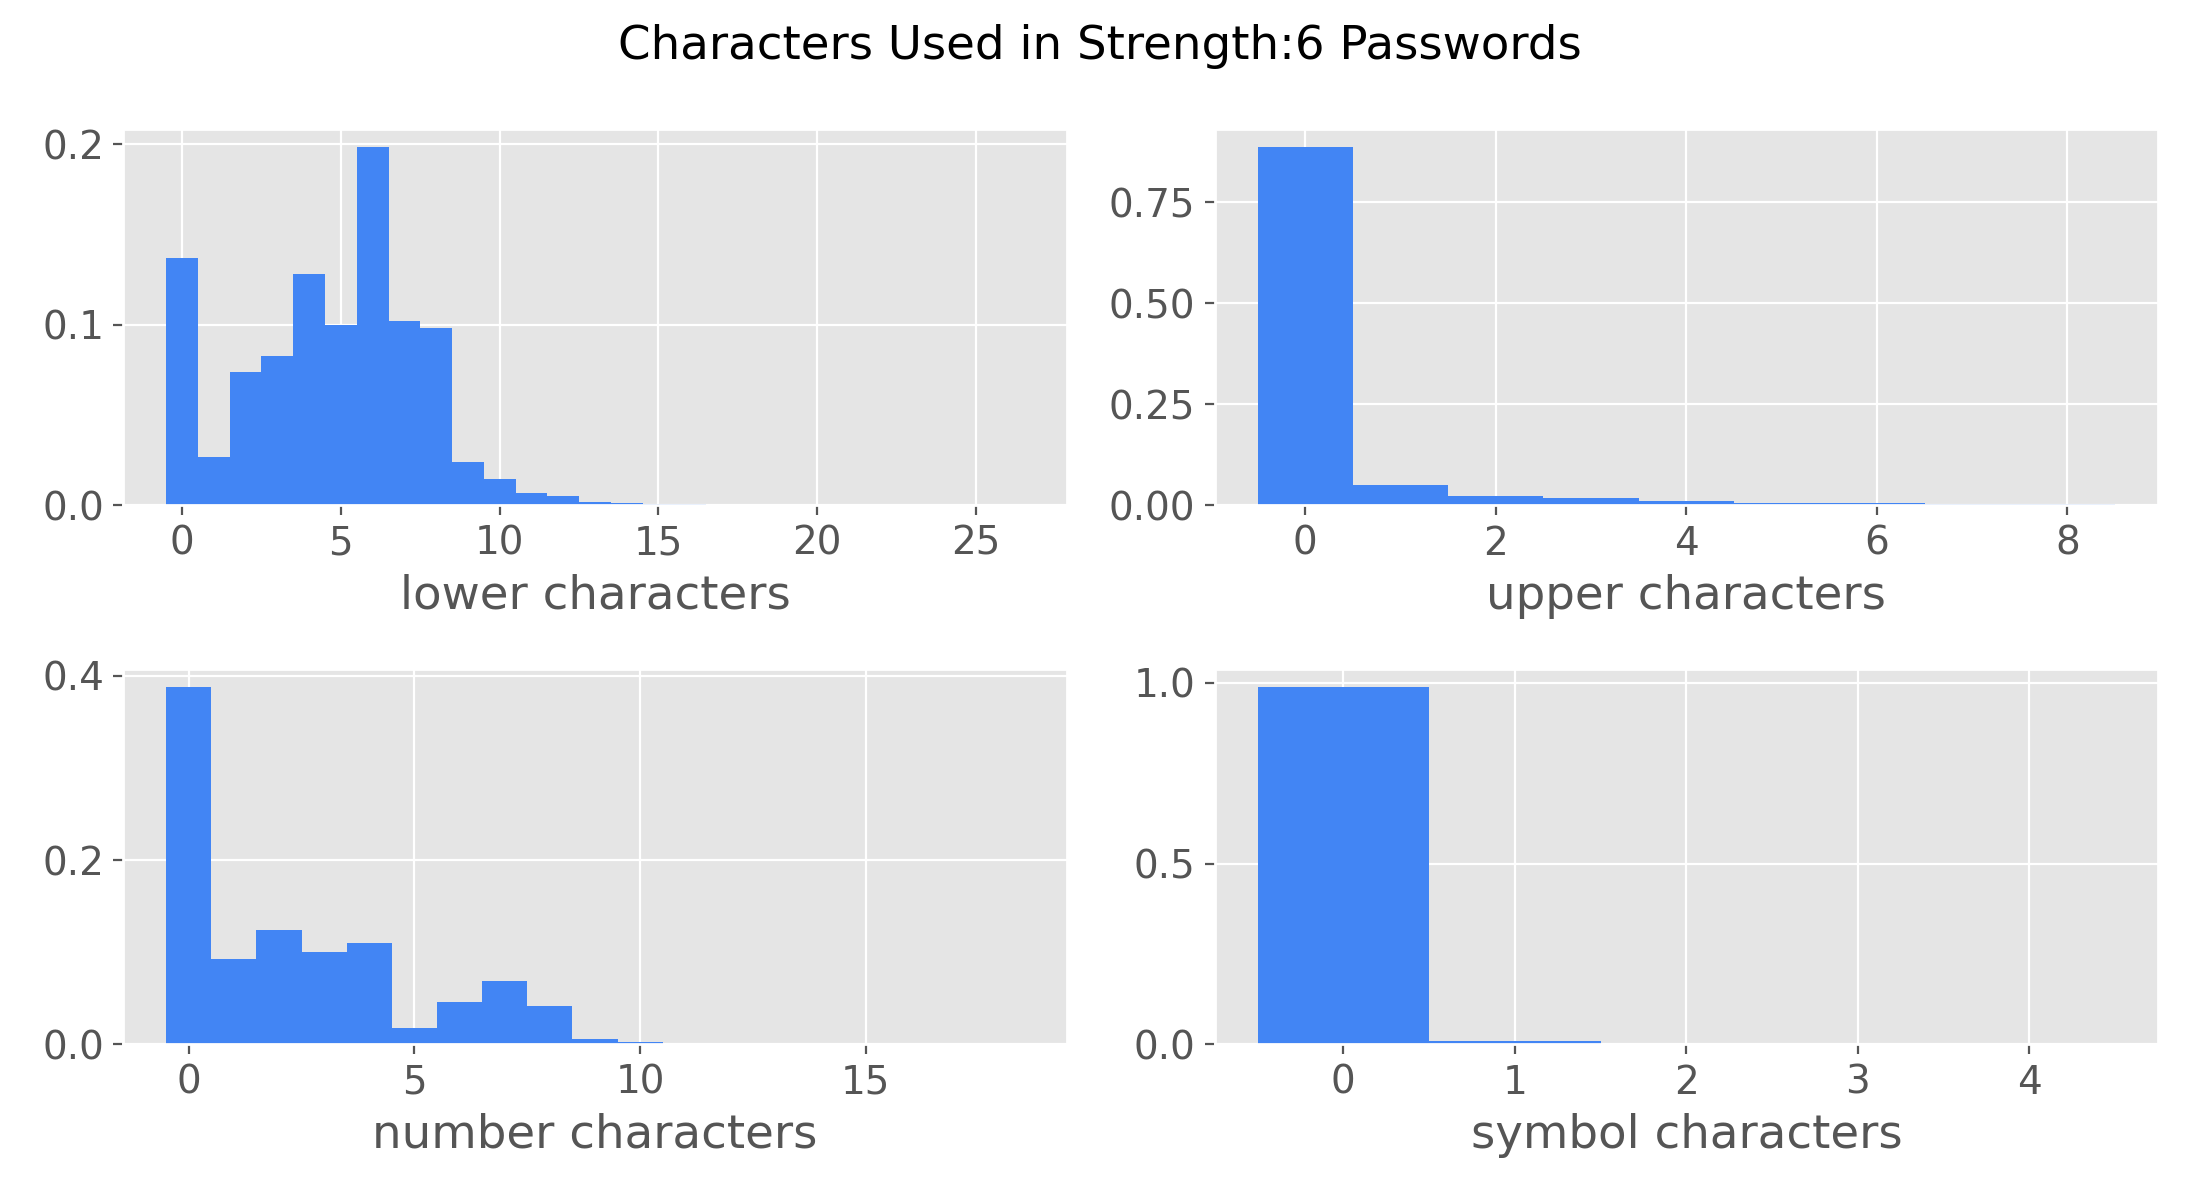 Characters Used in Strength:6 Passwords
0.2
0.1
0.0
0 5 10 15 20 25
lower characters
0.75
0.50
0.25
0.00
0 2 4 6 8
upper characters
0.4
0.2
0.0
0 5 10 15
number characters
1.0
0.5
0.0
0 1 2 3 4
symbol characters